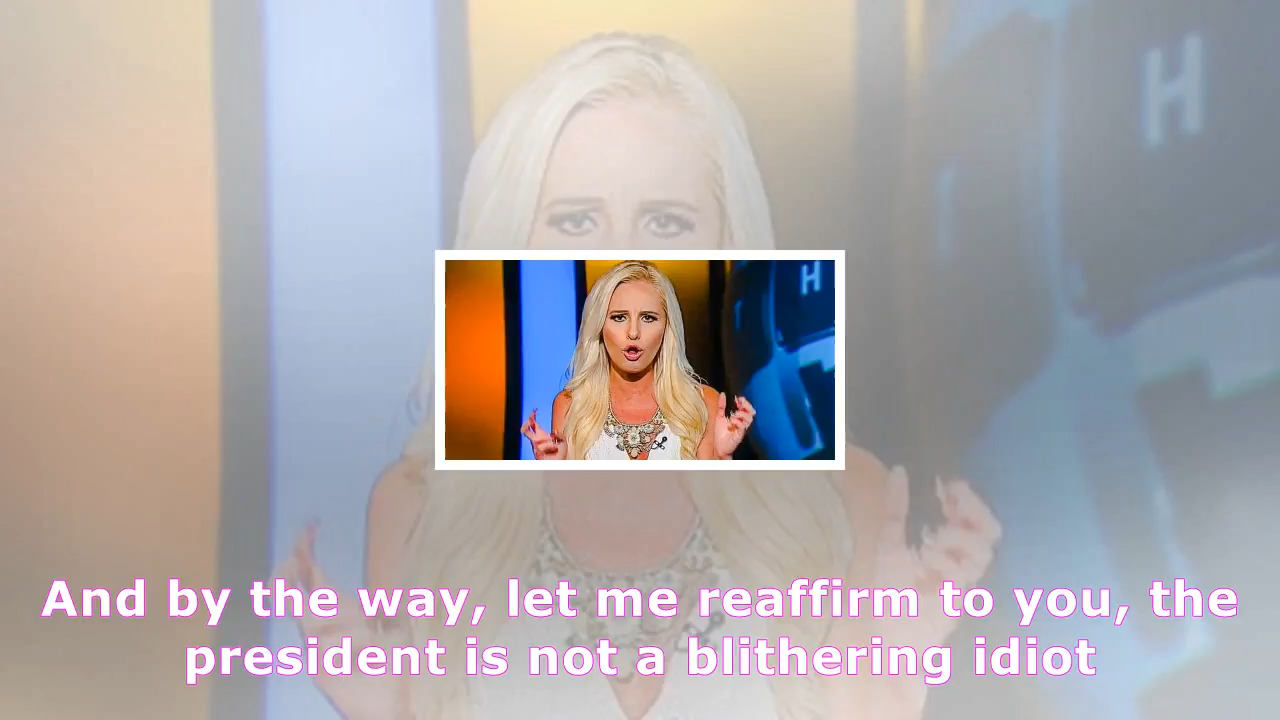 H
H
And by the way, let me reaffirm to you, the
president is not a blithering idiot